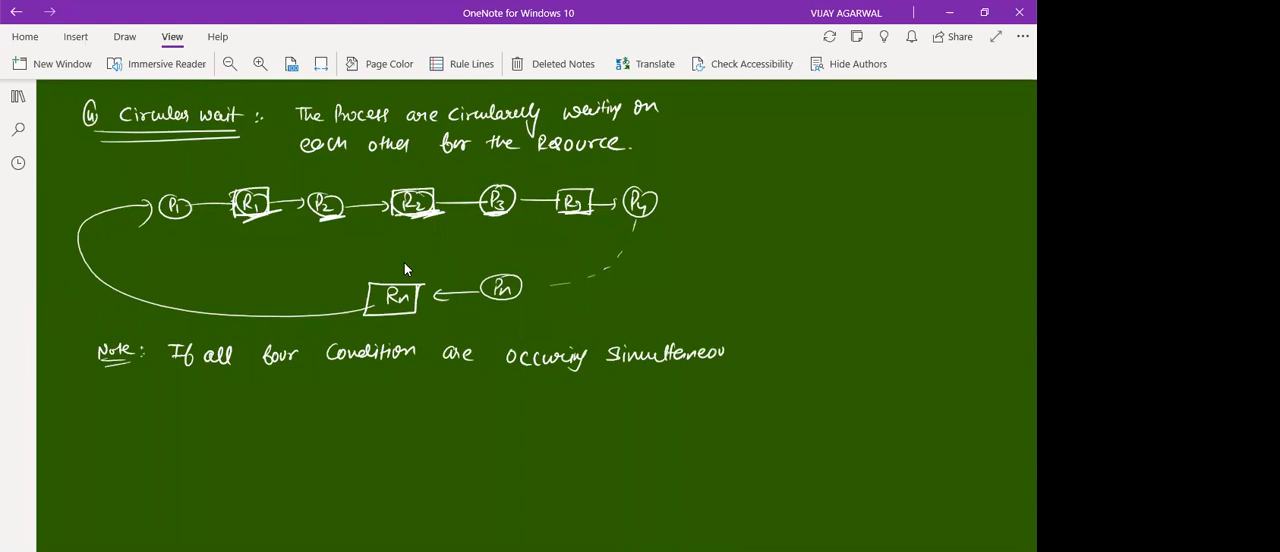 OneNote for Windows 10
VIJAY AGARWAL
Home Insert Draw View Help
Share
New Window Immersive Reader Page Color Rule Lines Deleted Notes Translate Check Accessibility Hide Authors
(4) Circular wait :. The Process are circularely waiting on
each other for the Resource.
P1 R1 P2 R2 P3 R3 P4
Rn Pn
Note: If all four Condition are occuring simultaneou